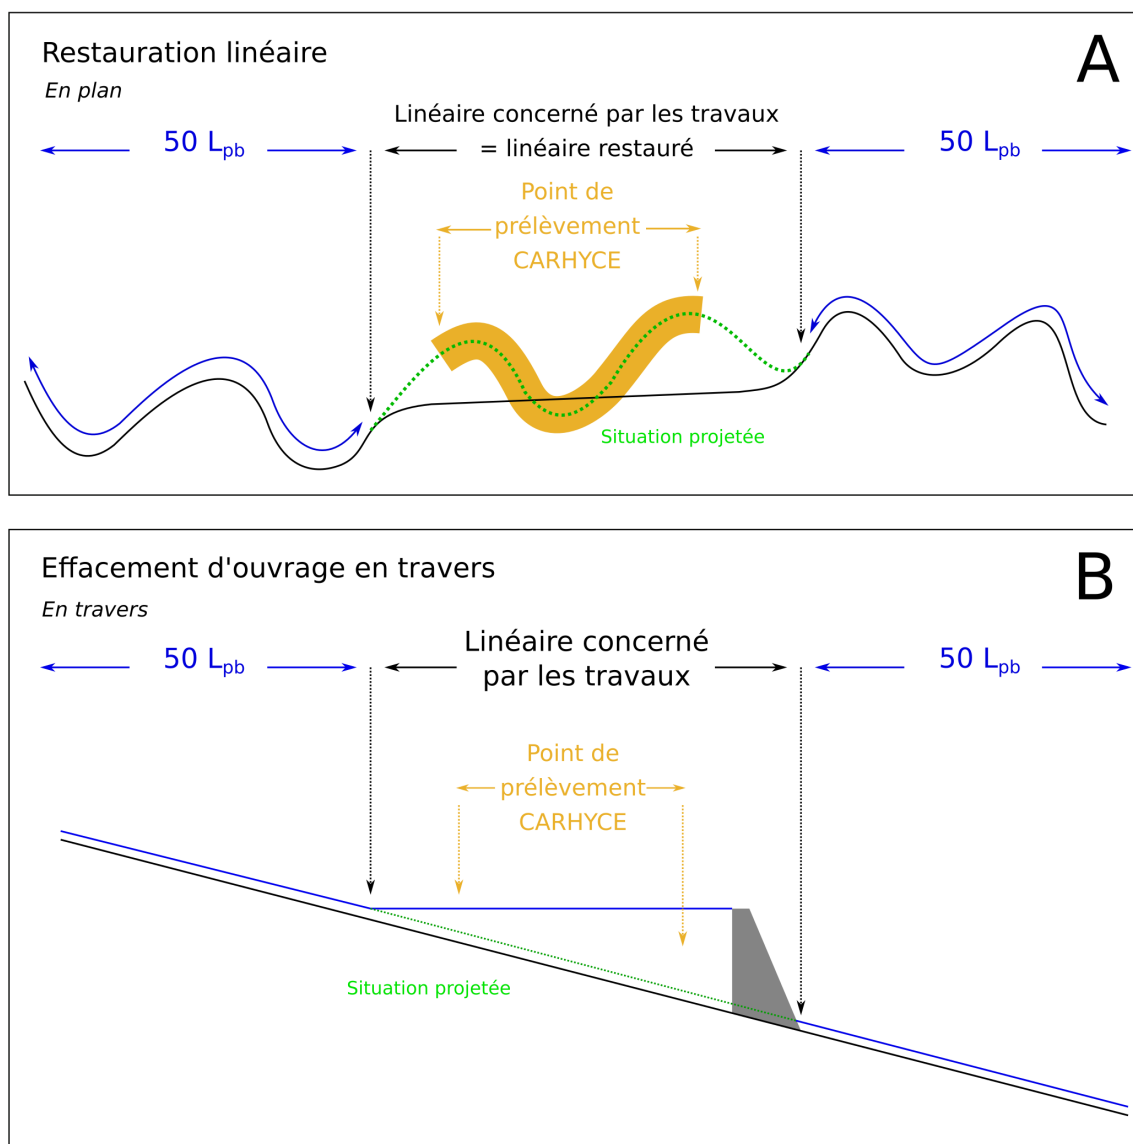 Restauration linéaire
A
En plan
Linéaire concerné par les travaux
= linéaire restauré
50 Lpb
50 Lpb
Point de
prélèvement
CARHYCE
Situation projetée
Effacement d'ouvrage en travers
B
En travers
Linéaire concerné
par les travaux
50 Lpb
50 Lpb
Point de
prélèvement
CARHYCE
Situation projetée